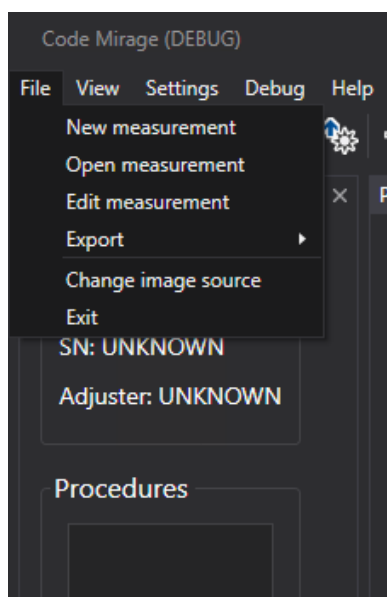 Code Mirage (DEBUG)
File View Settings Debug Help
New measurement
Open measurement
Edit measurement
Export
Change image source
Exit
SN: UNKNOWN
Adjuster: UNKNOWN
Procedures